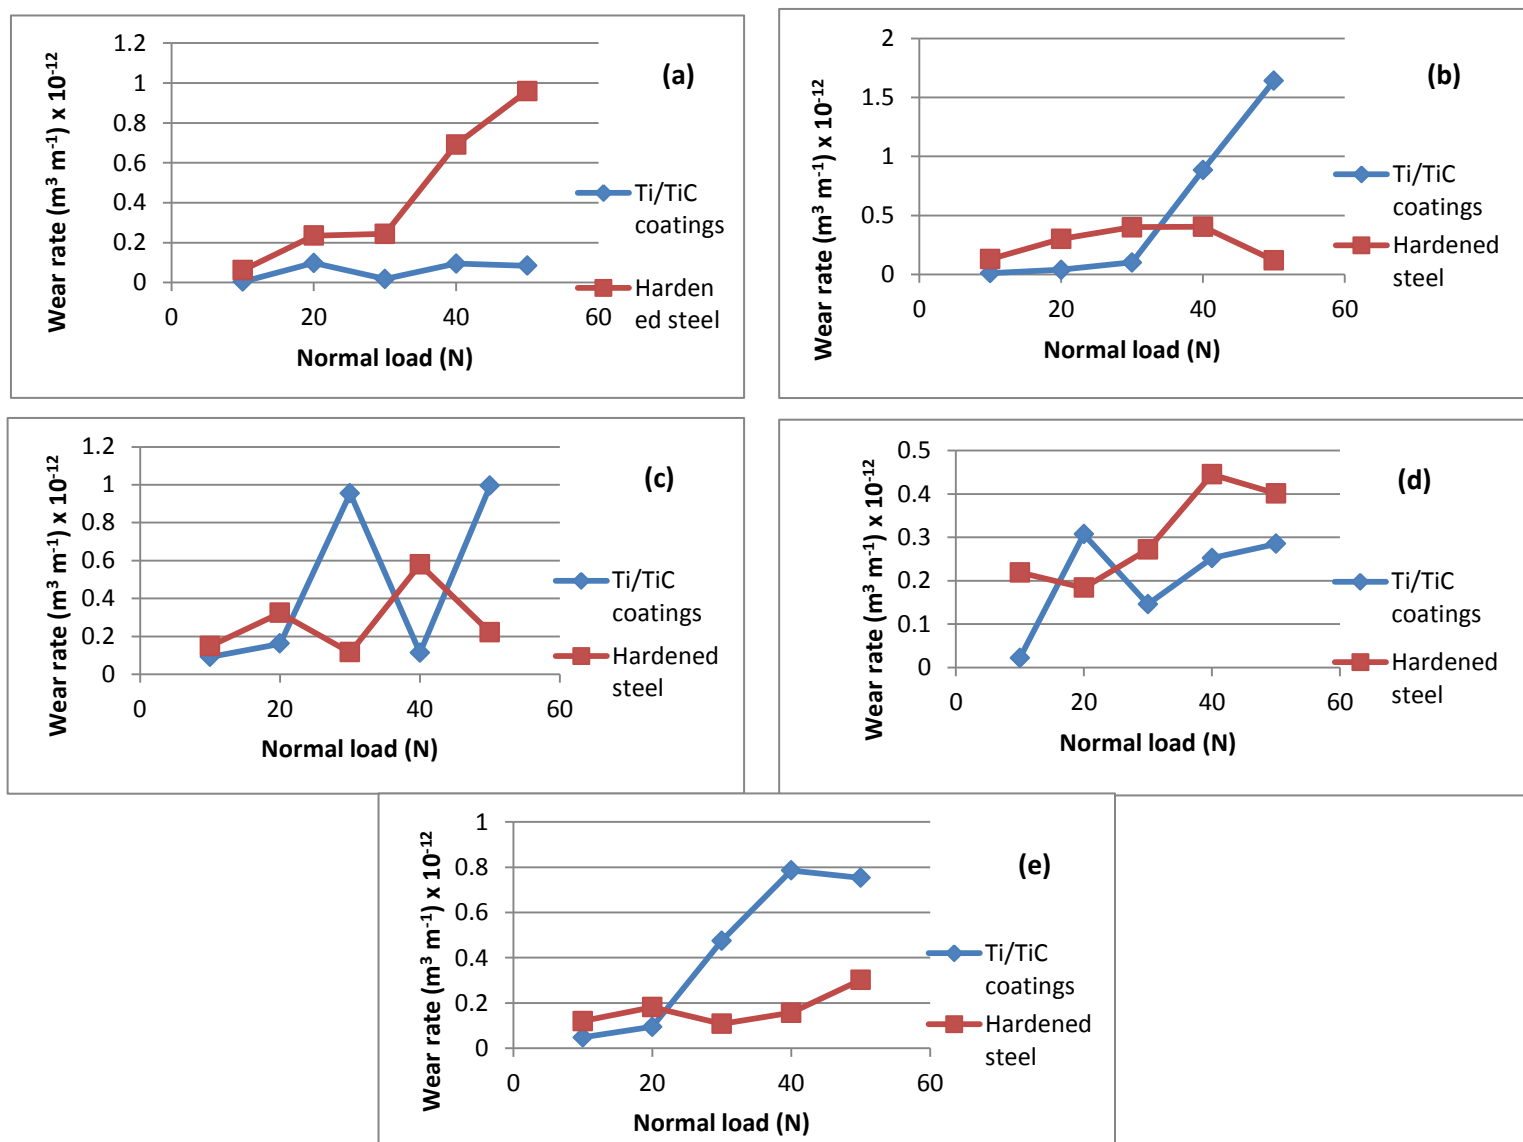 (a)
Wear rate (m³ m⁻¹) x 10⁻¹²
1.2
1
0.8
0.6
0.4
0.2
0
0
20
40
60
Normal load (N)
Ti/TiC
coatings
Harden
ed steel
(b)
Wear rate (m³ m⁻¹) x 10⁻¹²
2
1.5
1
0.5
0
0
20
40
60
Normal load (N)
Ti/TiC
coatings
Hardened
steel
(c)
Wear rate (m³ m⁻¹) x 10⁻¹²
1.2
1
0.8
0.6
0.4
0.2
0
0
20
40
60
Normal load (N)
Ti/TiC
coatings
Hardened
steel
(d)
Wear rate (m³ m⁻¹) x 10⁻¹²
0.5
0.4
0.3
0.2
0.1
0
0
20
40
60
Normal load (N)
Ti/TiC
coatings
Hardened
steel
(e)
Wear rate (m³ m⁻¹) x 10⁻¹²
1
0.8
0.6
0.4
0.2
0
0
20
40
60
Normal load (N)
Ti/TiC
coatings
Hardened
steel